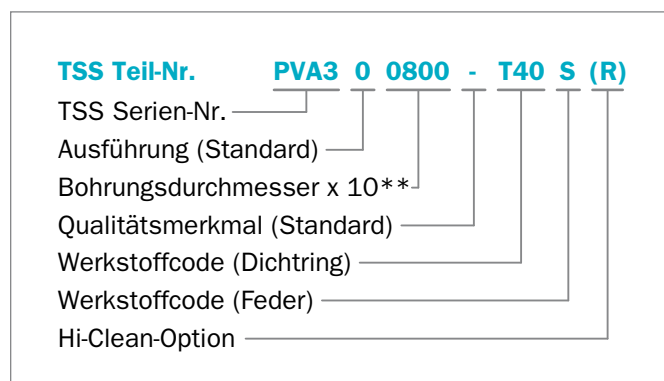 TSS Teil-Nr. PVA3 0 0800 - T40 S (R)
TSS Serien-Nr.
Ausführung (Standard)
Bohrungsdurchmesser x 10**
Qualitätsmerkmal (Standard)
Werkstoffcode (Dichtring)
Werkstoffcode (Feder)
Hi-Clean-Option